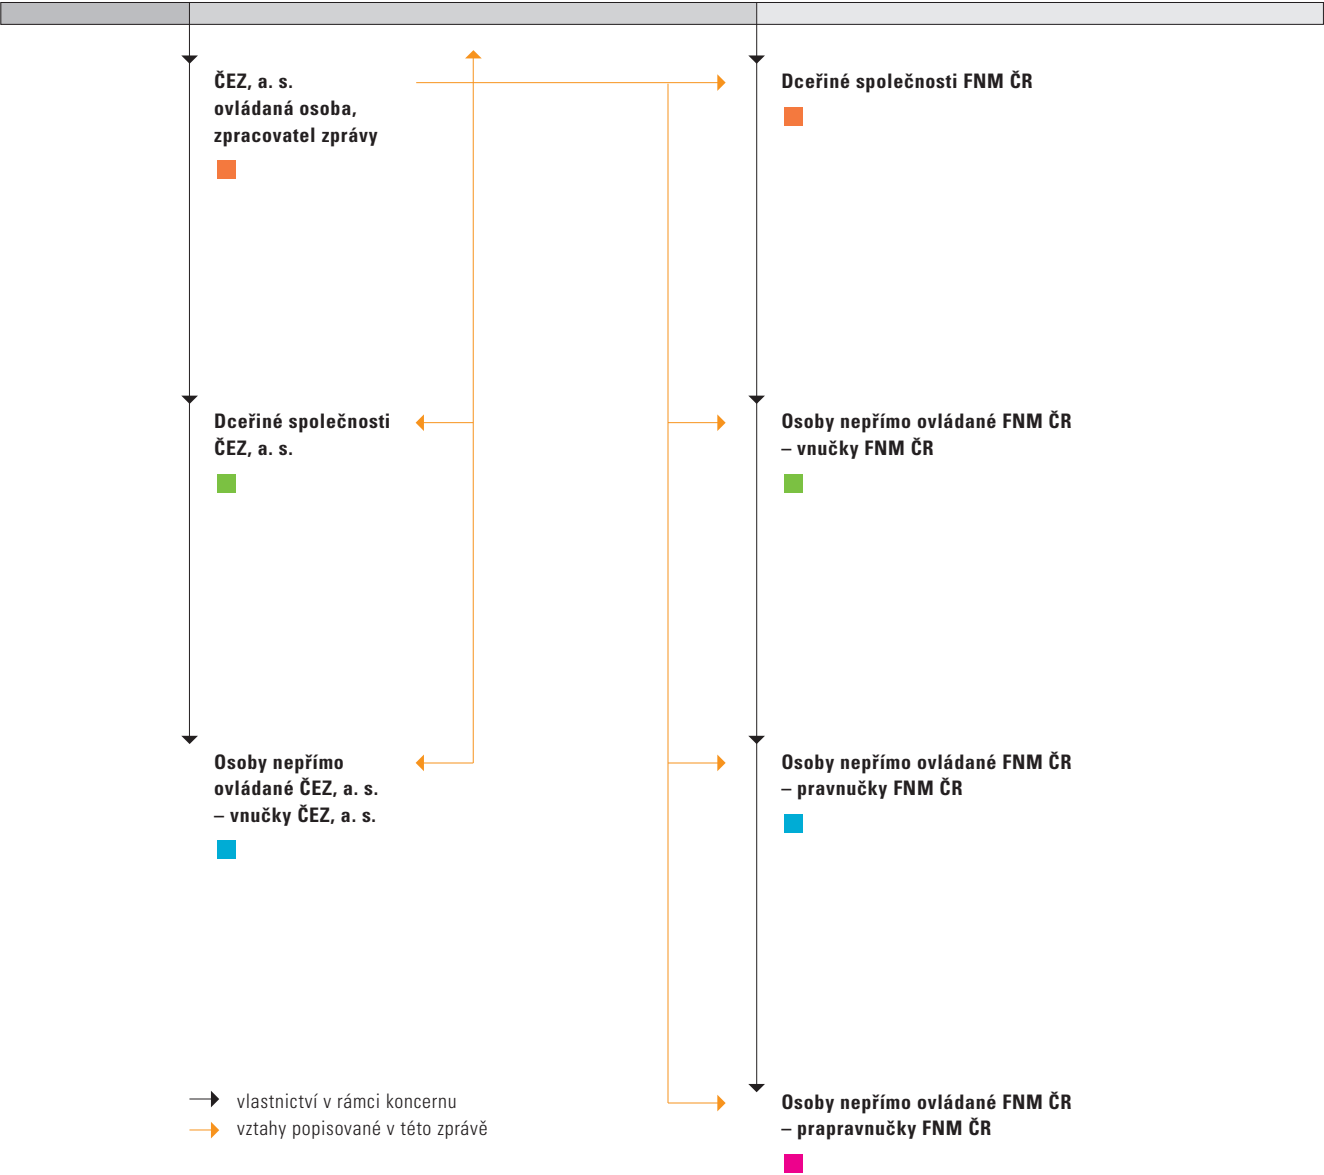 ČEZ, a. s.
ovládaná osoba,
zpracovatel zprávy
Dceřiné společnosti FNM ČR
Dceřiné společnosti
ČEZ, a. s.
Osoby nepřímo ovládané FNM ČR
– vnučky FNM ČR
Osoby nepřímo
ovládané ČEZ, a. s.
– vnučky ČEZ, a. s.
Osoby nepřímo ovládané FNM ČR
– pravnučky FNM ČR
vlastnictví v rámci koncernu
vztahy popisované v této zprávě
Osoby nepřímo ovládané FNM ČR
– prapravnučky FNM ČR